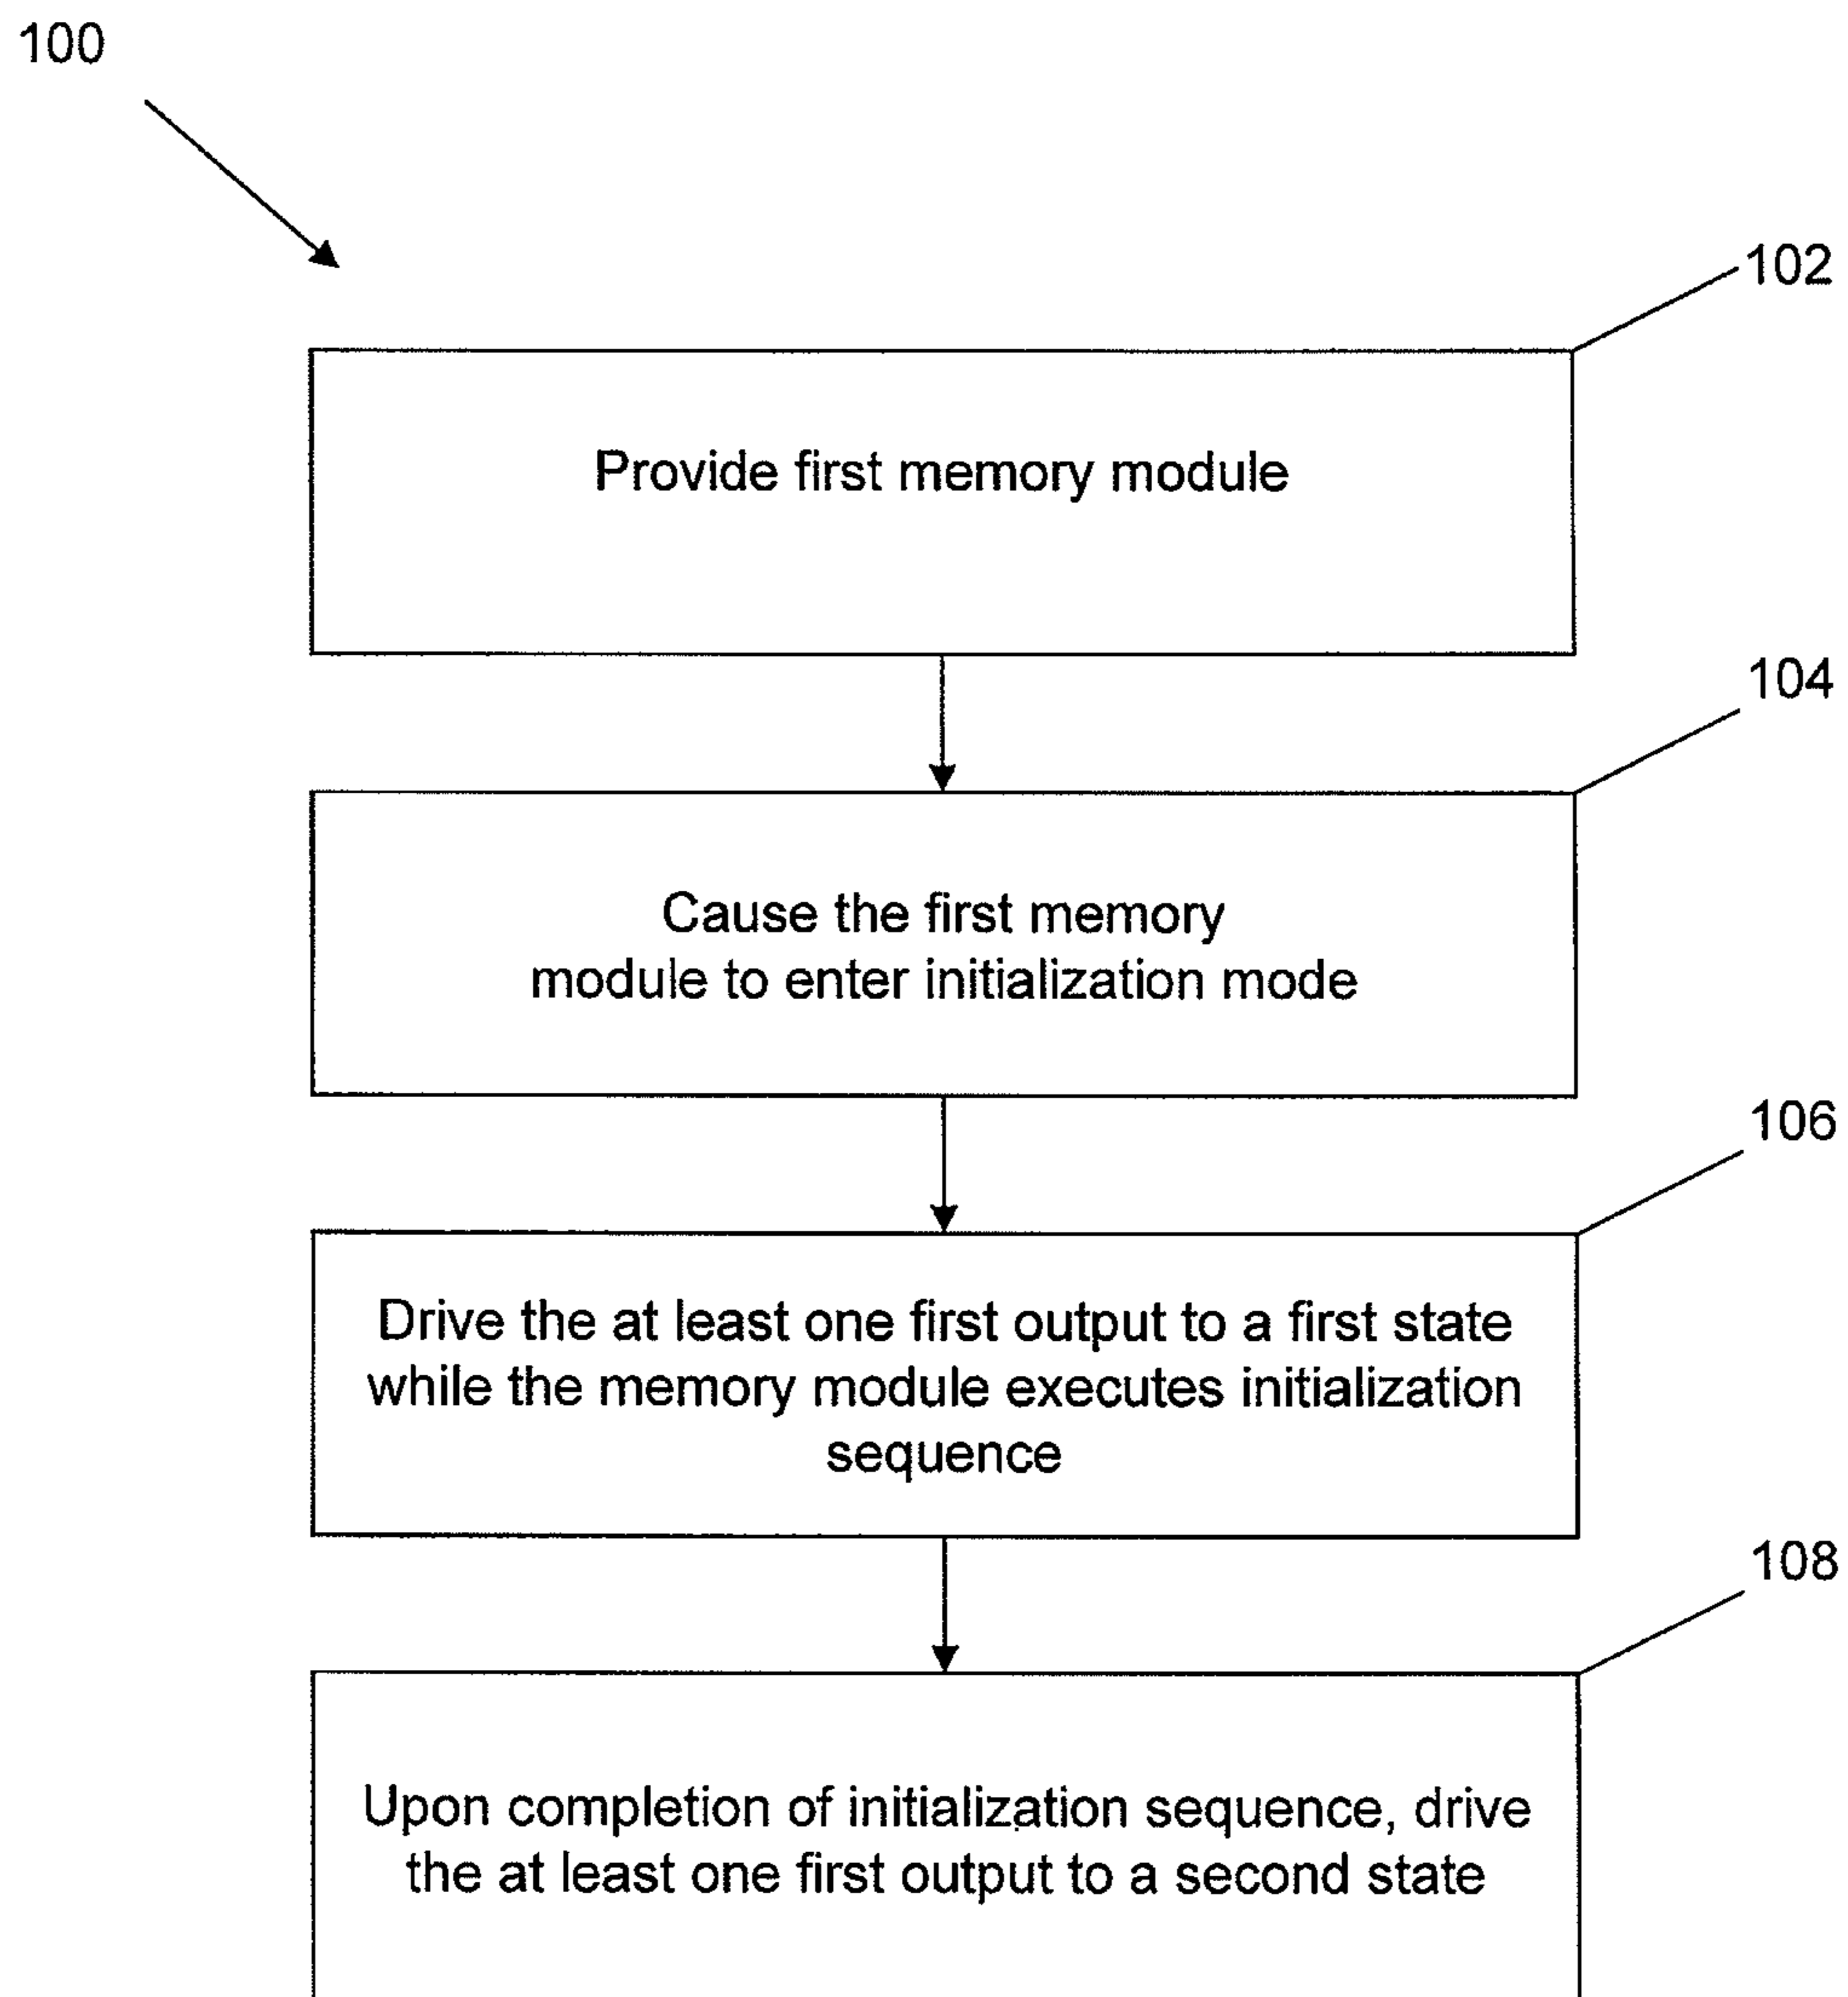 100
102
Provide first memory module
104
Cause the first memory
module to enter initialization mode
106
Drive the at least one first output to a first state
while the memory module executes initialization
sequence
108
Upon completion of initialization sequence, drive
the at least one first output to a second state